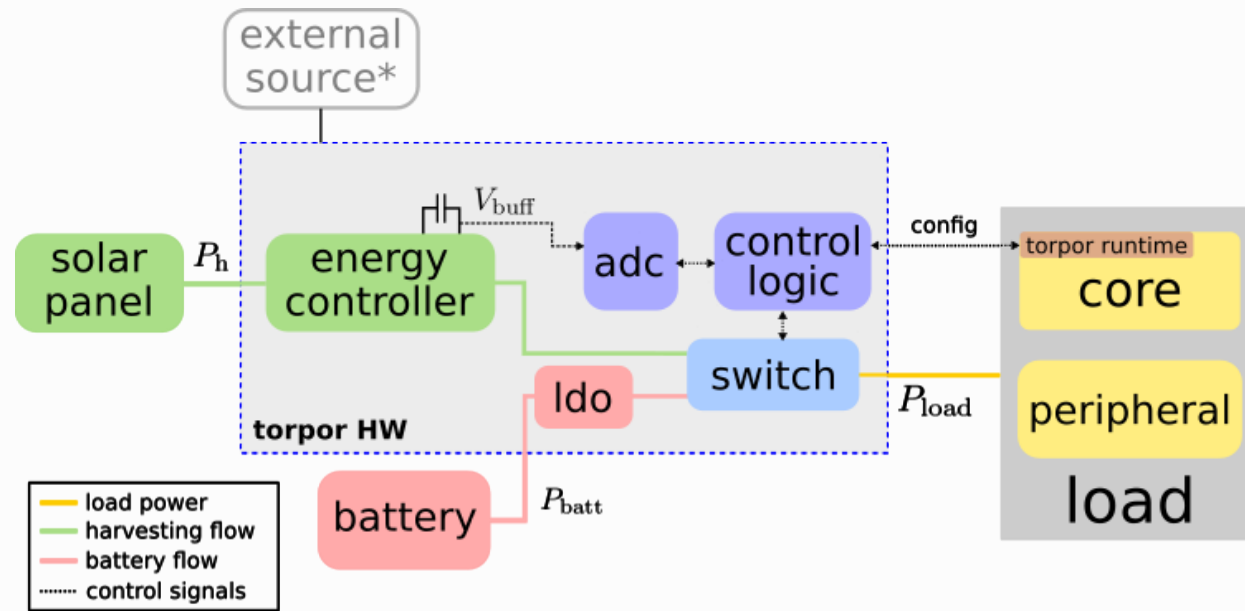 external
source*
V_buff
solar
panel
P_h
energy
controller
adc
control
logic
config
torpor runtime
core
switch
ldo
P_load
peripheral
torpor HW
battery
P_batt
load
load power
harvesting flow
battery flow
control signals